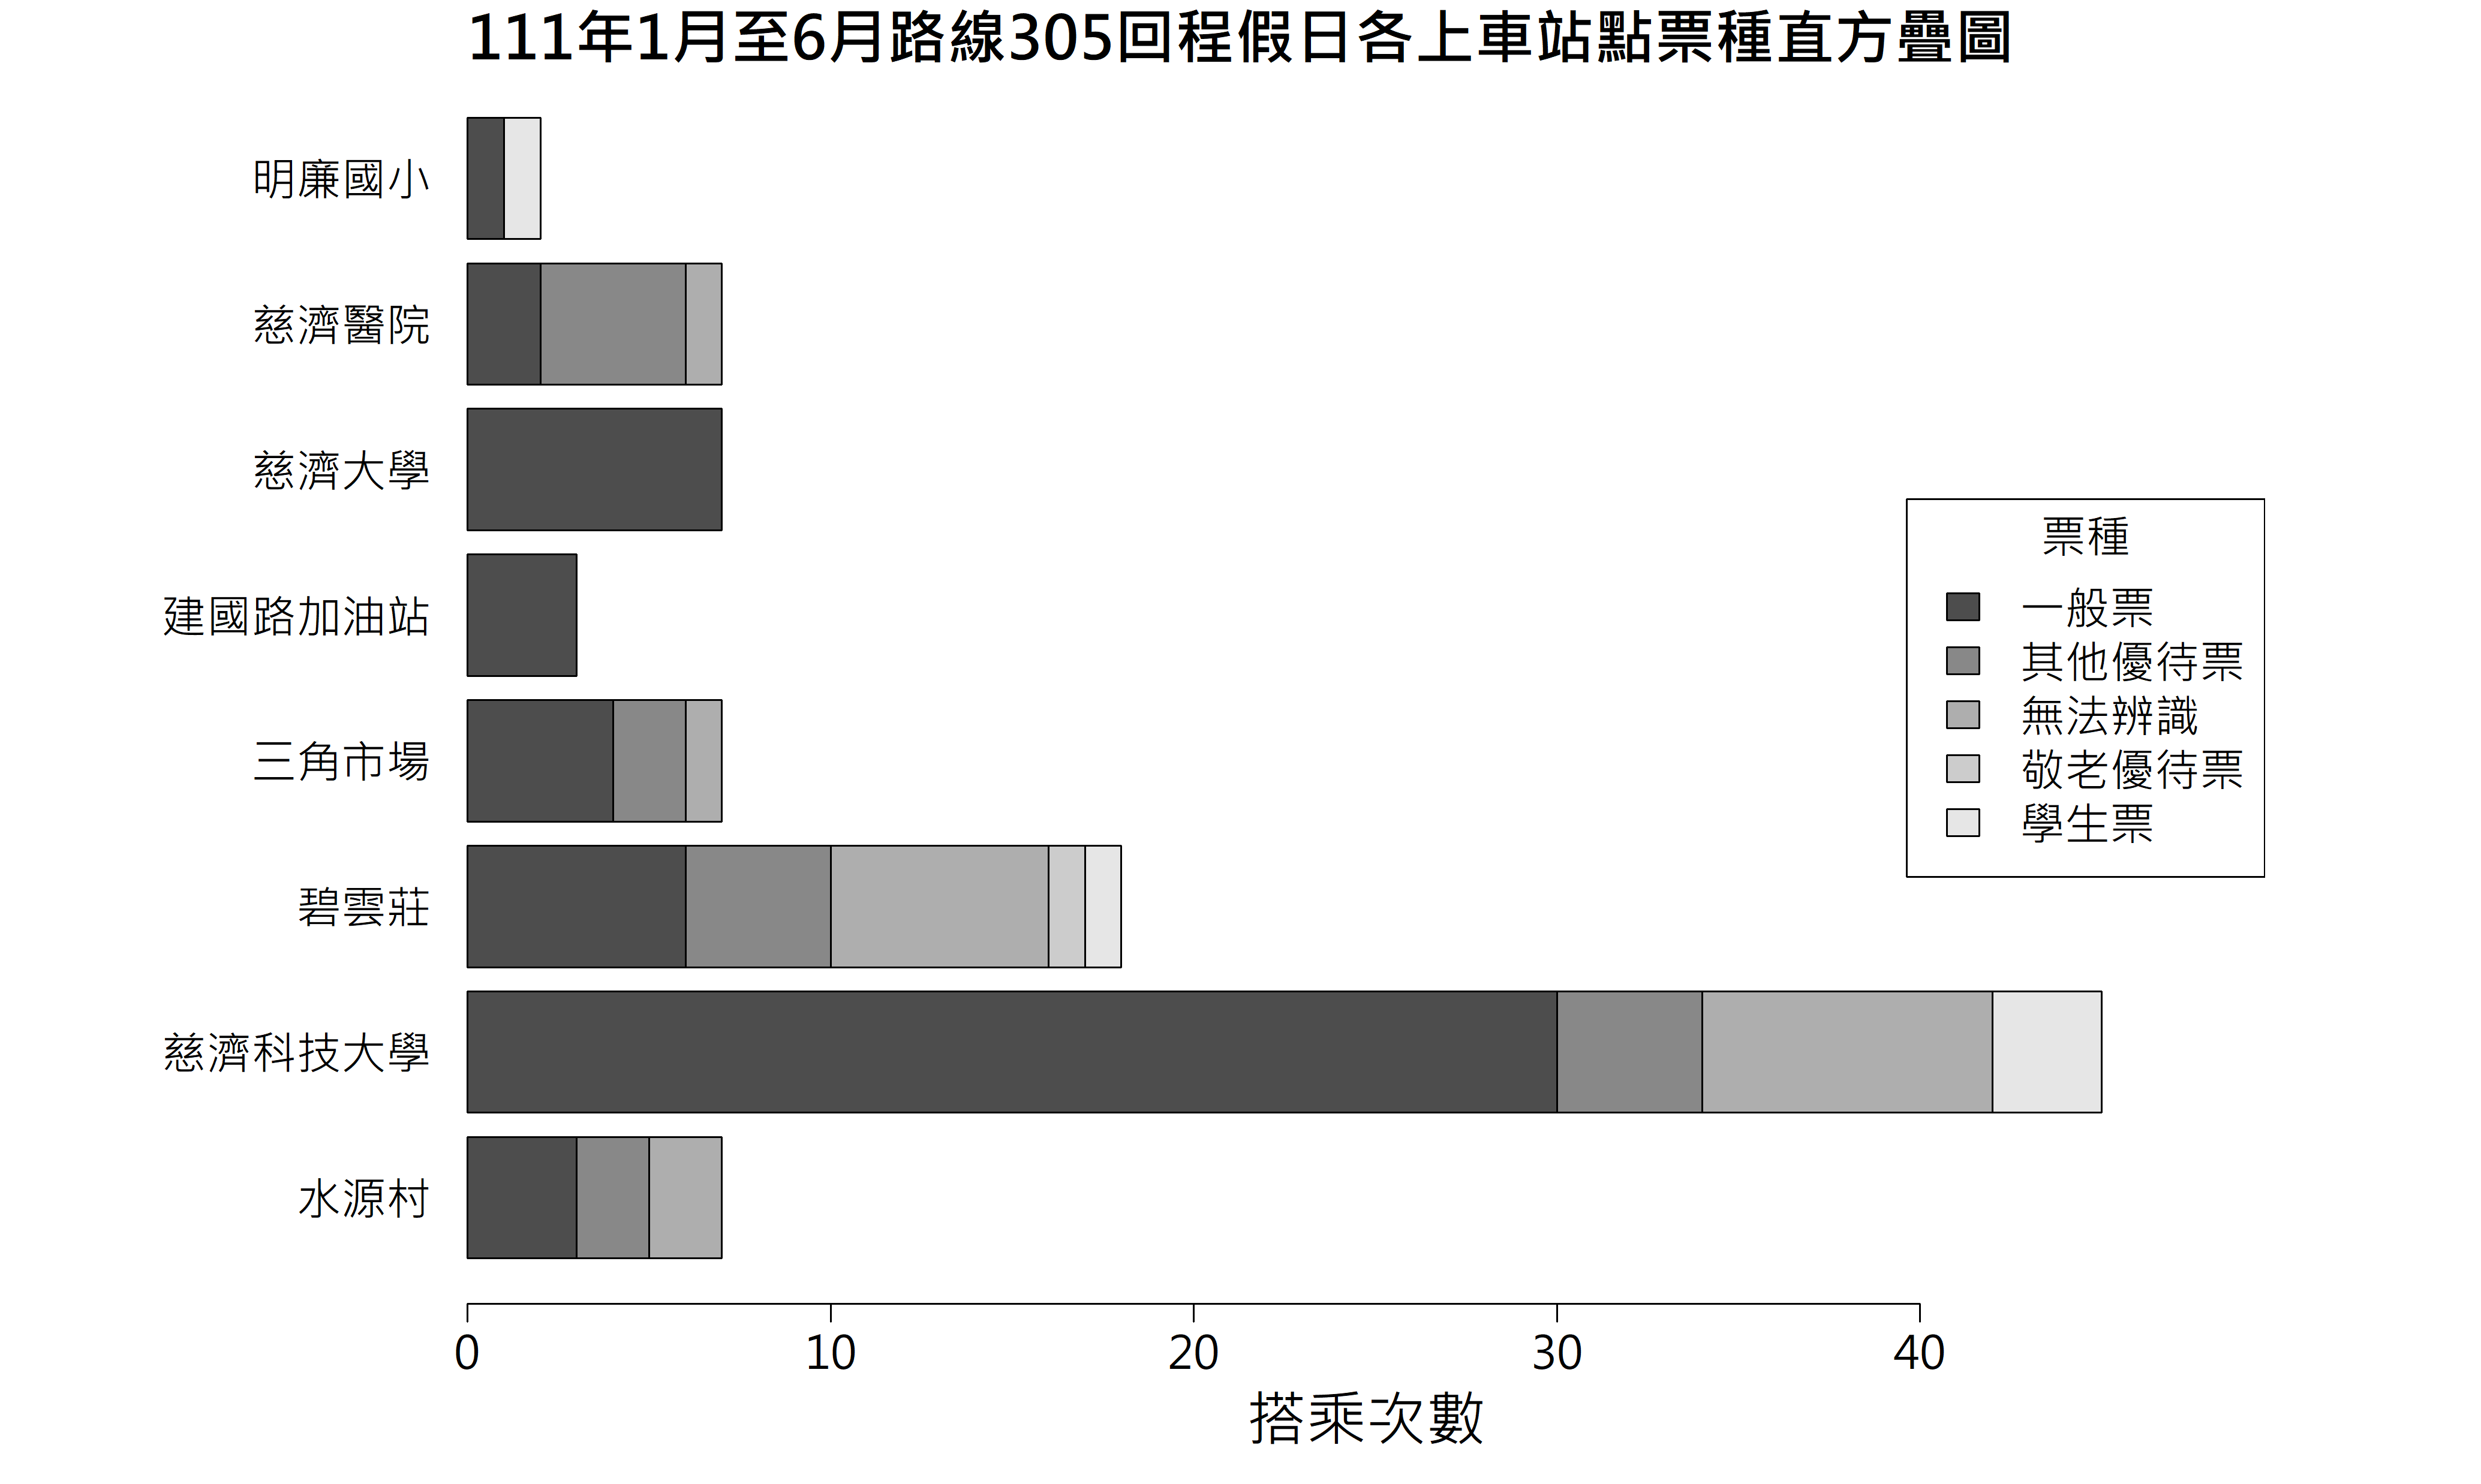 111年1月至6月路線305回程假日各上車站點票種直方疊圖
明廉國小
慈濟醫院
慈濟大學
建國路加油站
三角市場
碧雲莊
慈濟科技大學
水源村
票種
一般票
其他優待票
無法辨識
敬老優待票
學生票
0 10 20 30 40
搭乘次數